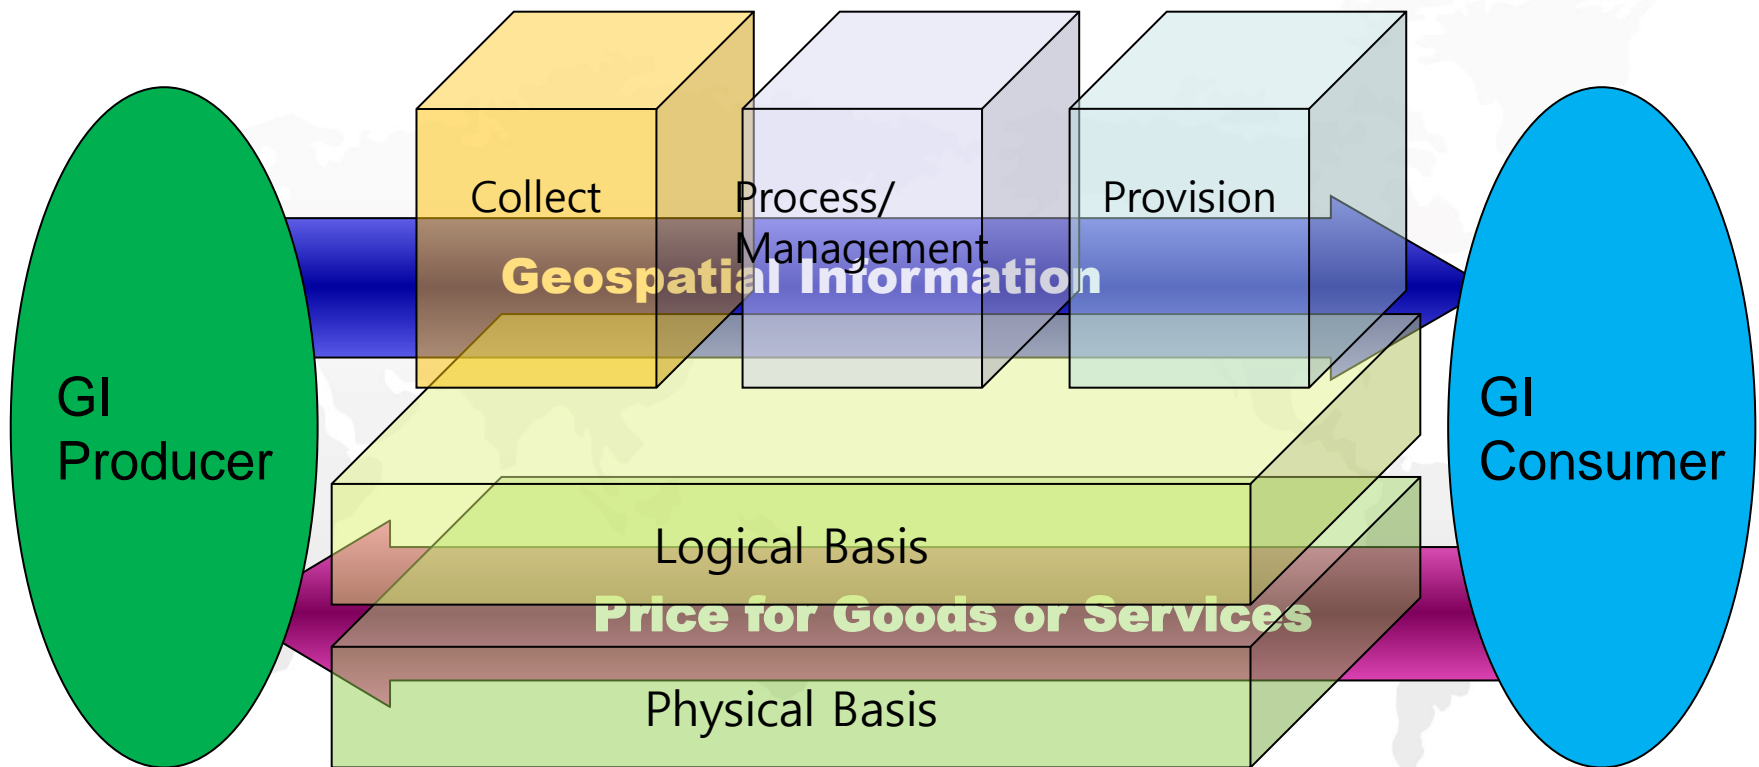 Collect
Process/
Management
Provision
Geospatial Information
GI
Producer
GI
Consumer
Logical Basis
Price for Goods or Services
Physical Basis